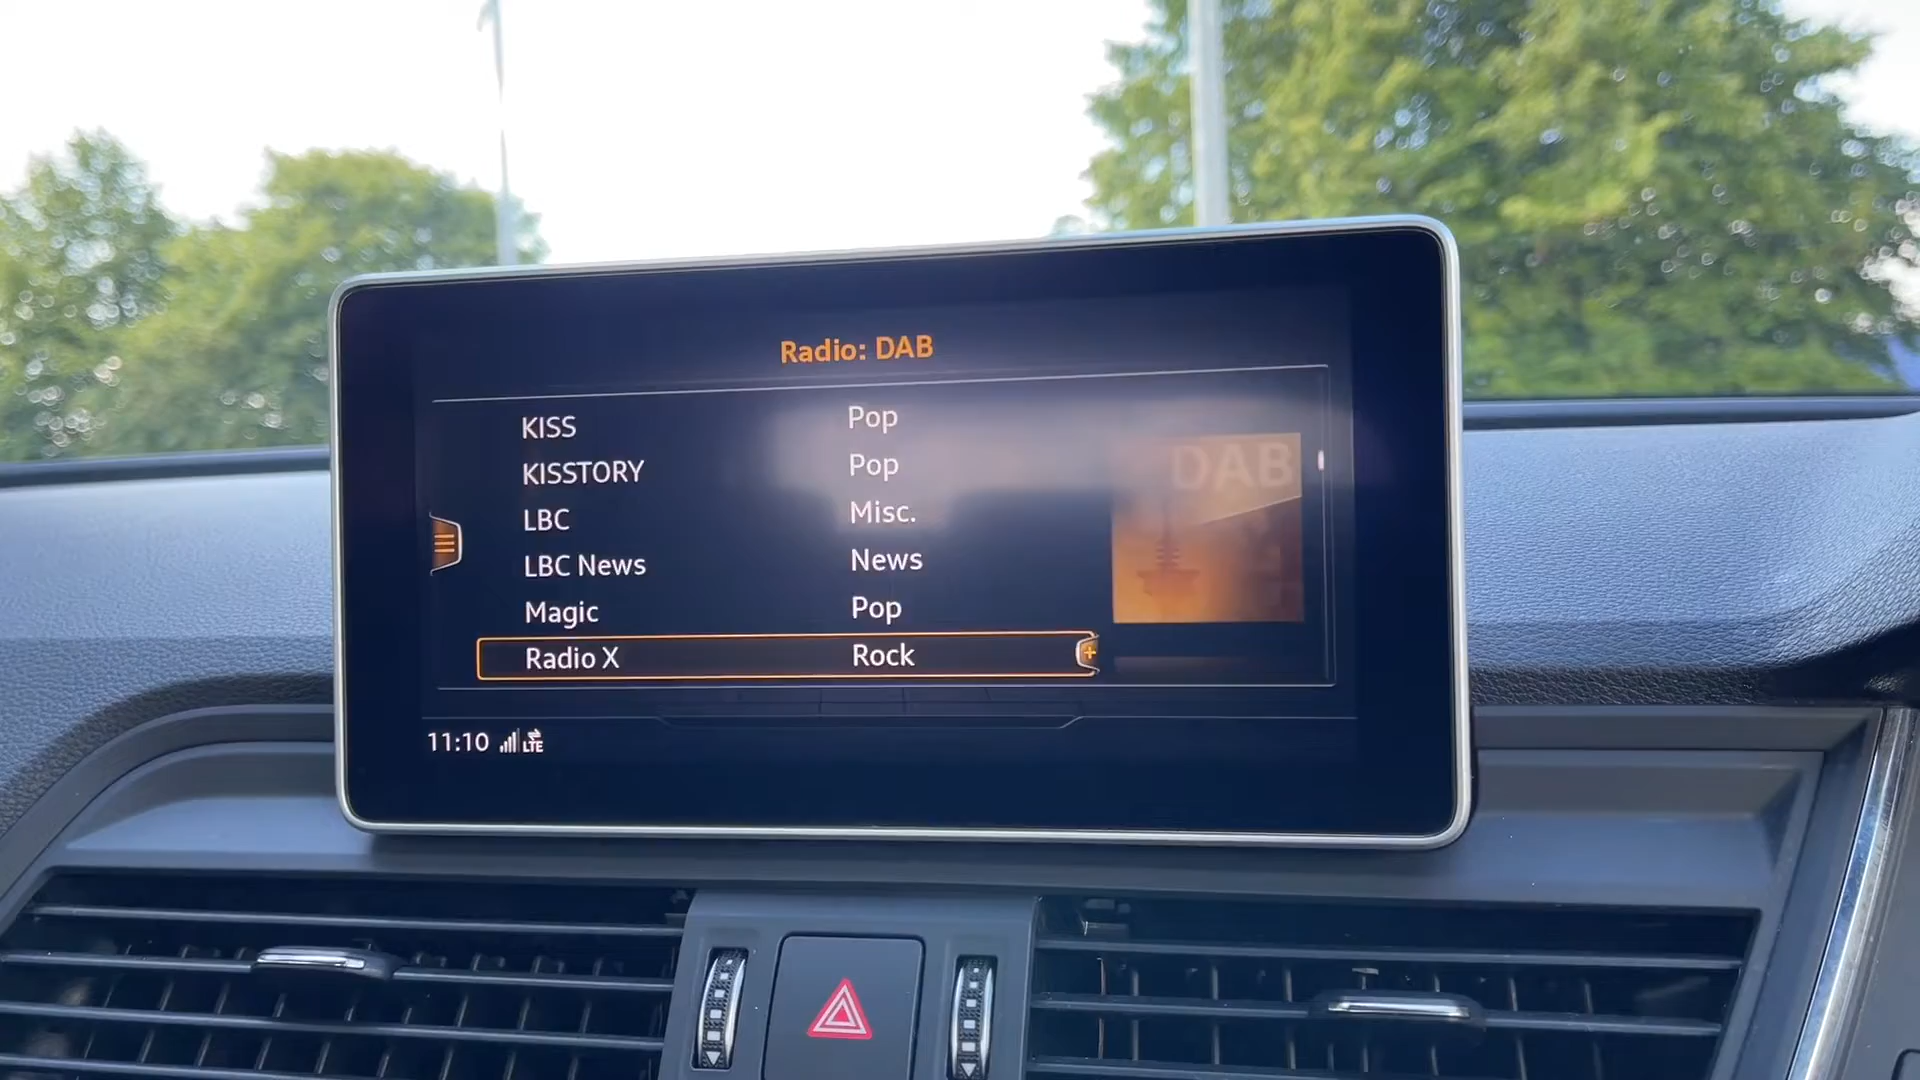 Radio: DAB
KISS Pop
KISSTORY Pop
DAB
LBC Misc.
LBC News News
Magic Pop
Radio X Rock
11:10 LTE